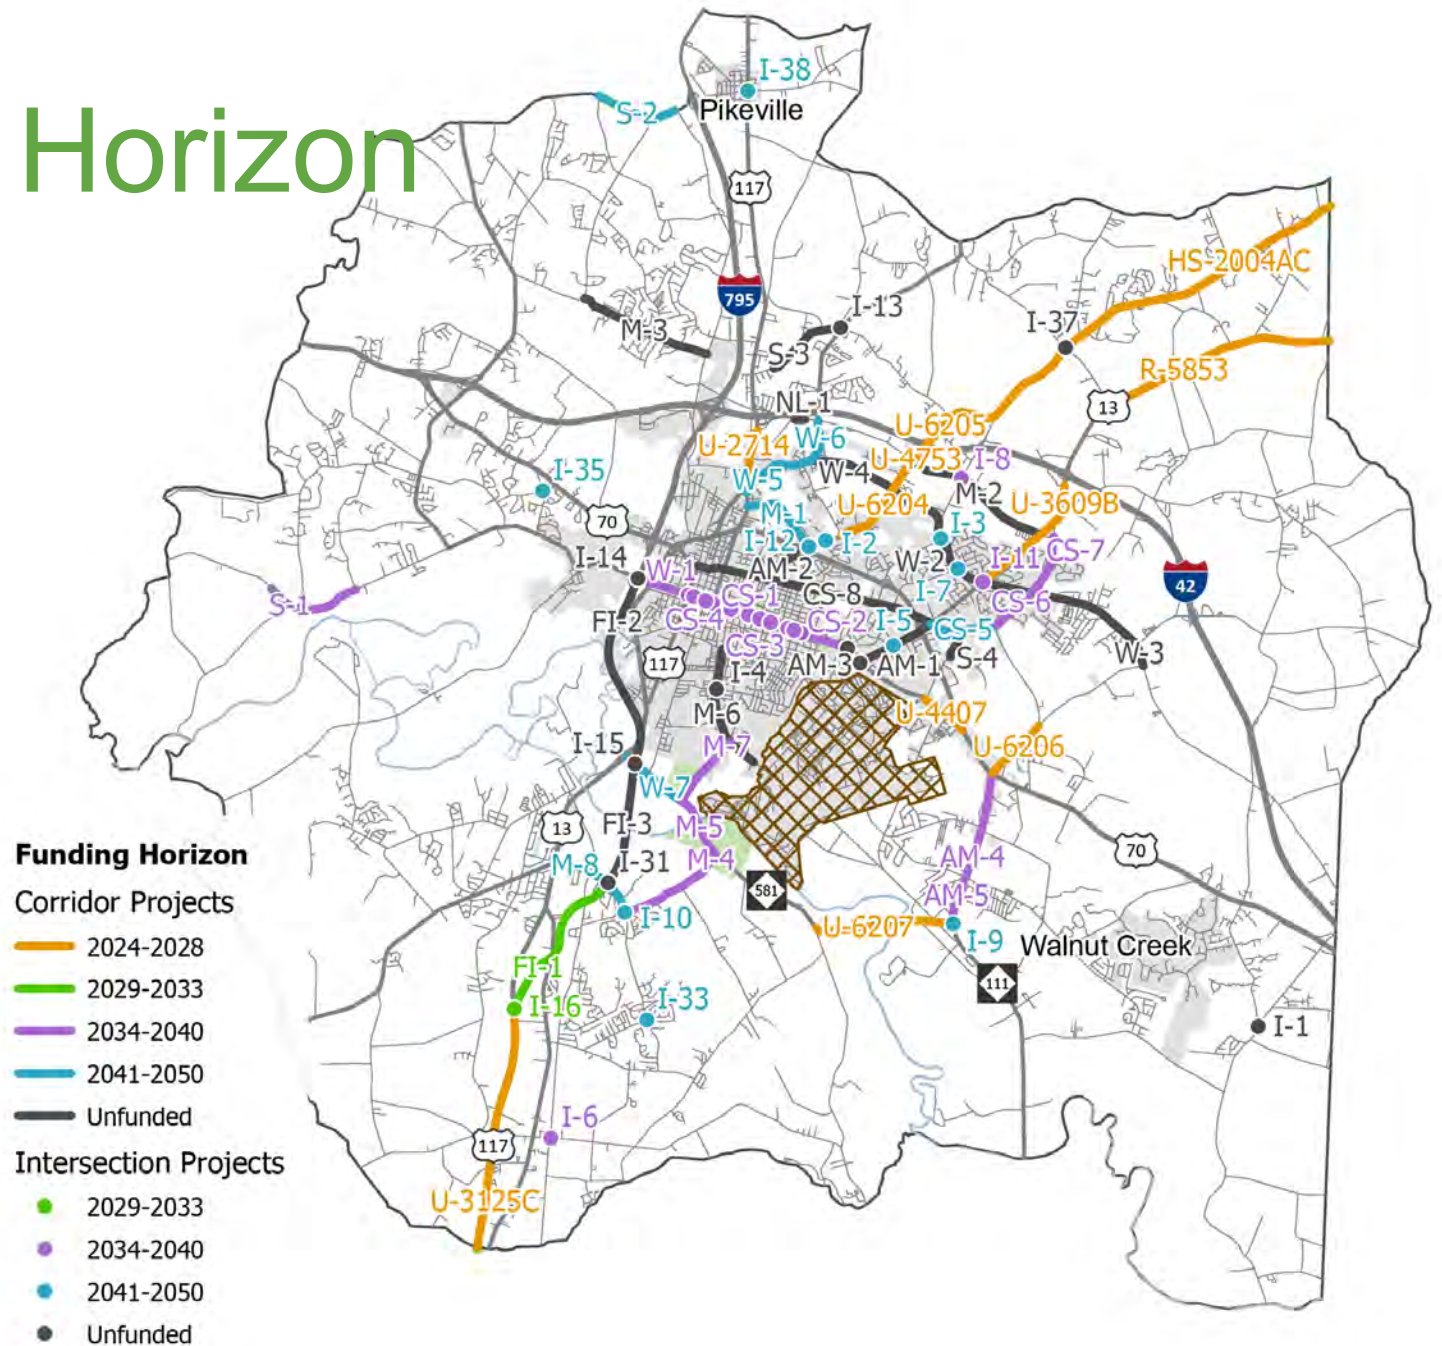 Horizon
I-38
S-2
Pikeville
117
HS-2004AC
795
I-13
I-37
M-3
S-3
R-5853
NL-1
13
U-6205
U-2714
W-6
U-4753
I-8
W-4
I-35
W-5
M-2
U-6204
U-3609B
M-1
70
I-3
I-12
I-2
CS-7
I-14
W-1
AM-2
W-2
I-11
I-7
42
S-1
CS-1
CS-8
CS-6
FI-2
CS-4
CS-2
I-5
CS-5
CS-3
117
I-4
AM-3
AM-1
S-4
W-3
M-6
U-4407
I-15
M-7
U-6206
W-7
13
FI-3
M-5
Funding Horizon
M-8
I-31
M-4
AM-4
70
Corridor Projects
581
AM-5
2024-2028
I-10
U-6207
I-9
Walnut Creek
FI-1
2029-2033
111
I-16
I-33
2034-2040
I-1
2041-2050
Unfunded
I-6
117
Intersection Projects
U-3125C
2029-2033
2034-2040
2041-2050
Unfunded